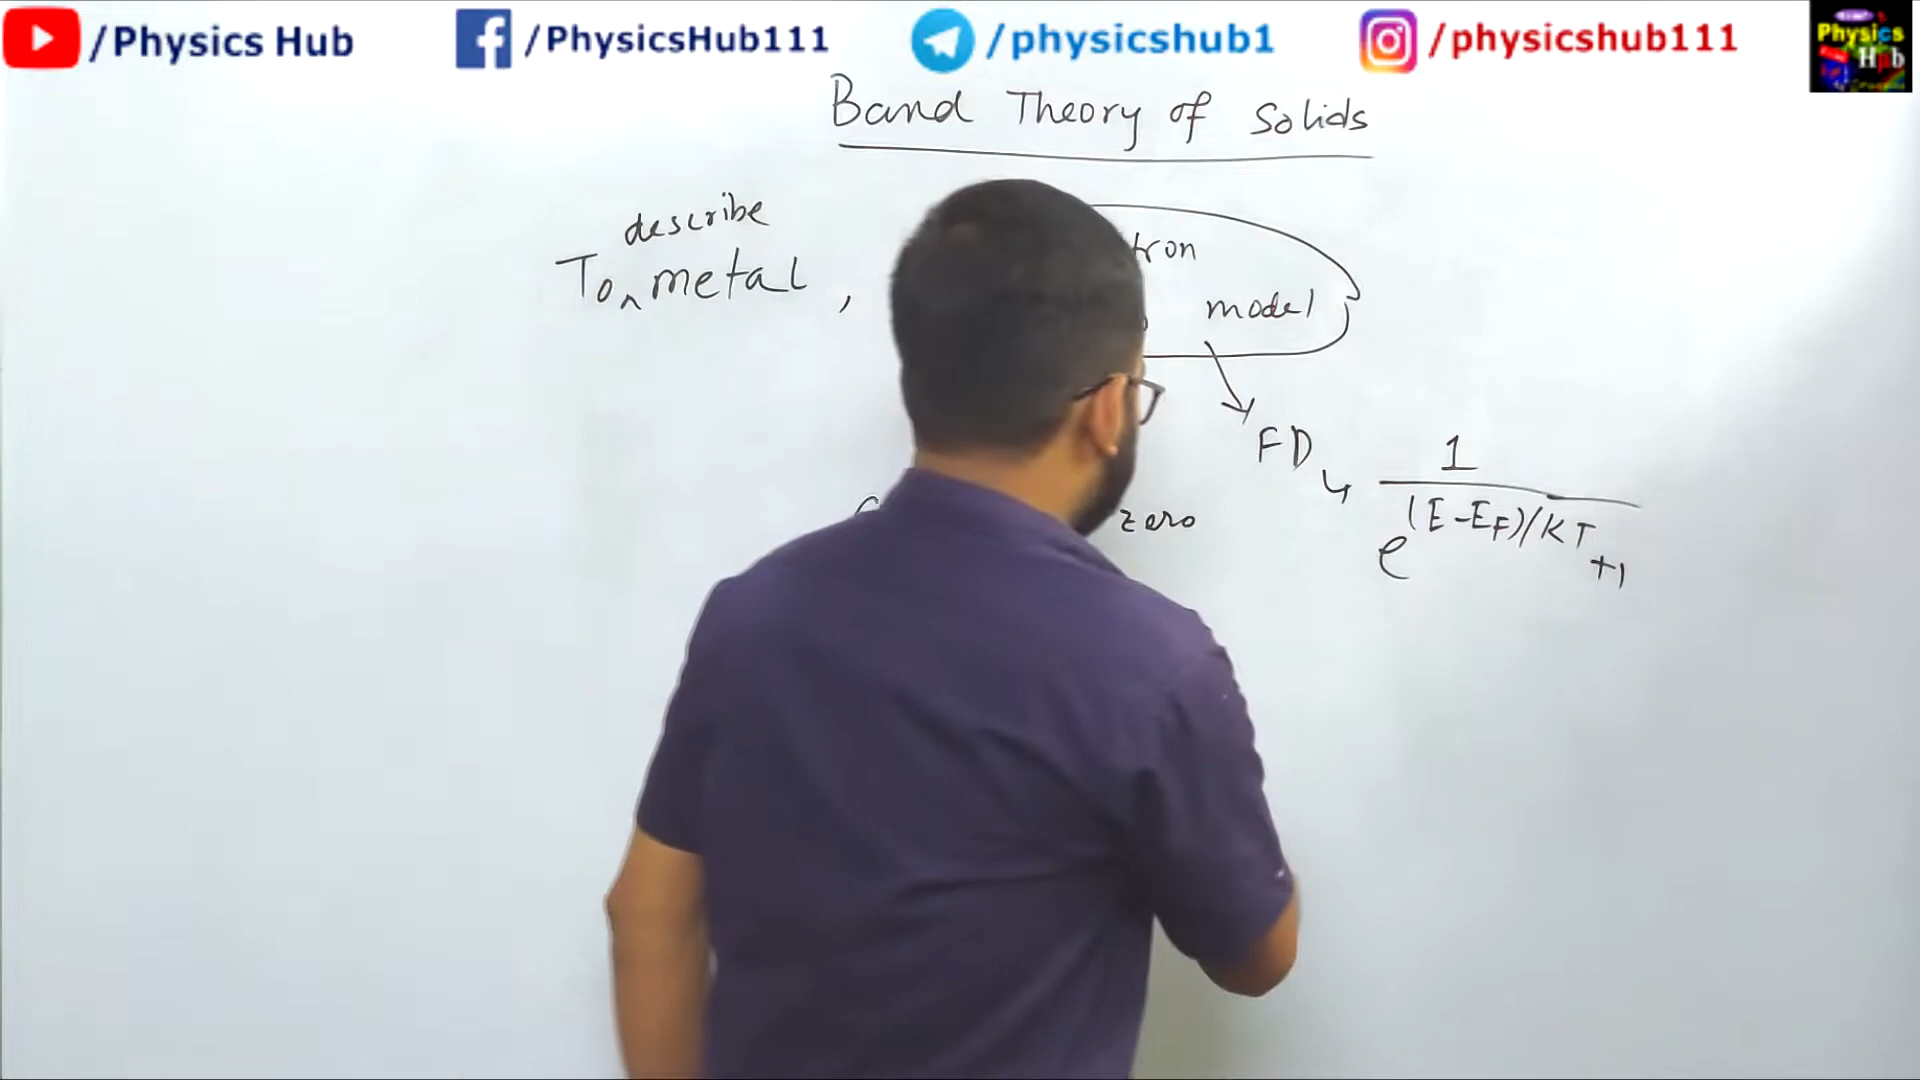 /Physics Hub /PhysicsHub111 /physicshub1 /physicshub111 Physics Hub
Band Theory of Solids
describe
To^metal,
tron
model
FD ↳ 1
(E-EF)/KT
e +1
zero